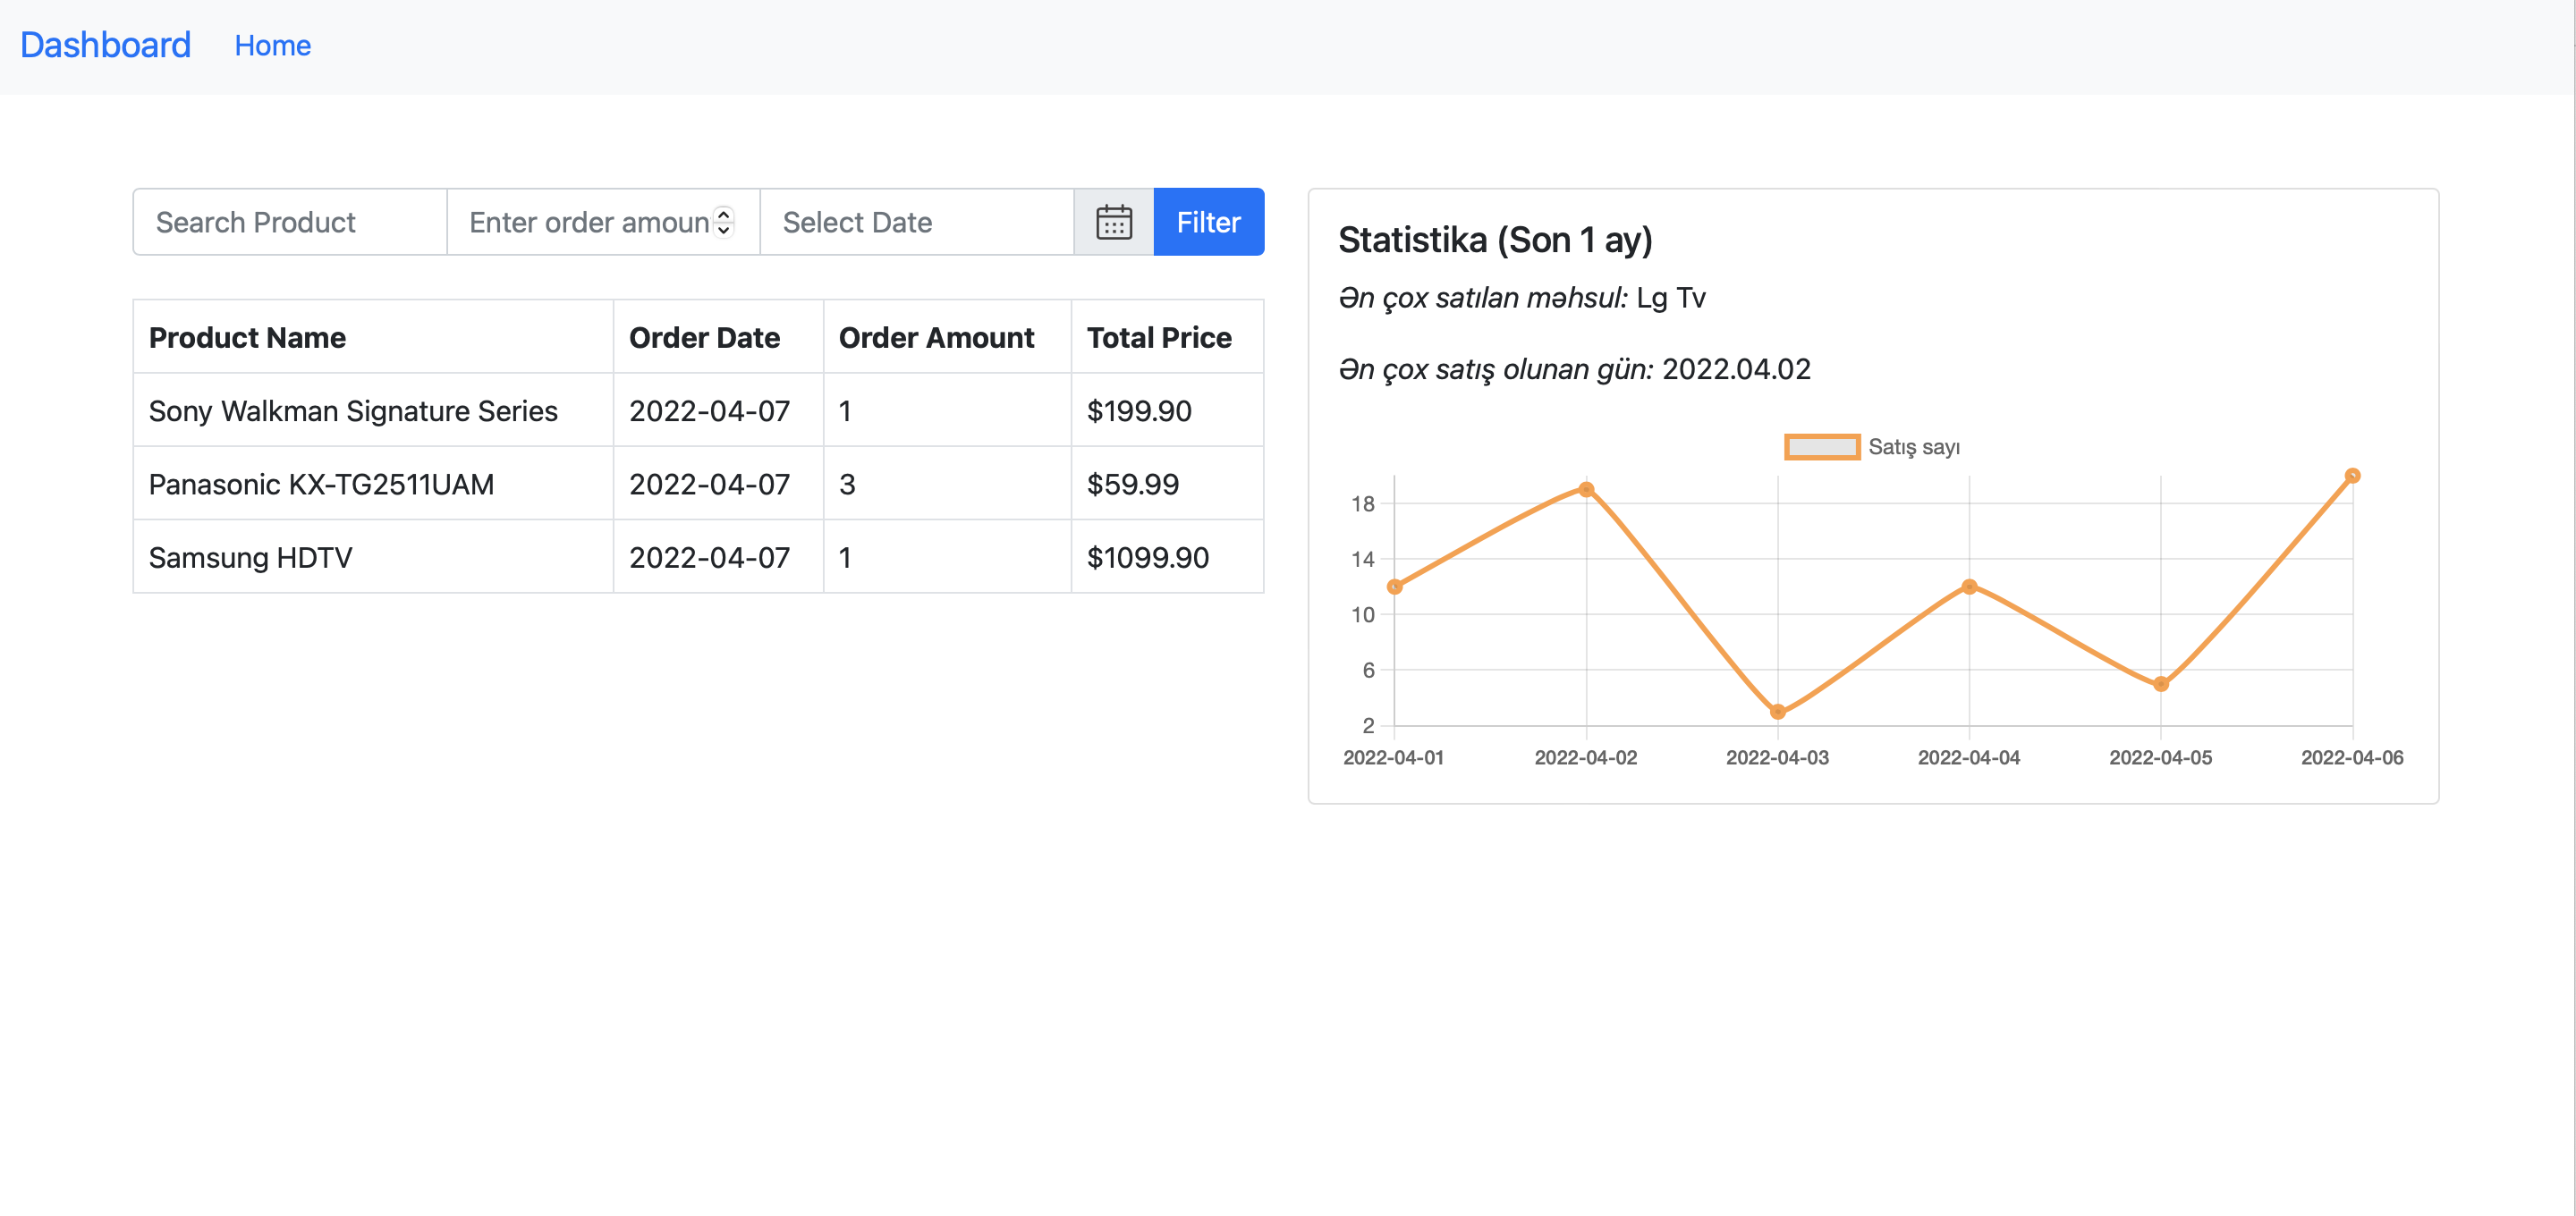 Dashboard Home
Search Product Enter order amoun Select Date Filter
Product Name Order Date Order Amount Total Price
Sony Walkman Signature Series 2022-04-07 1 $199.90
Panasonic KX-TG2511UAM 2022-04-07 3 $59.99
Samsung HDTV 2022-04-07 1 $1099.90
Statistika (Son 1 ay)
Ən çox satılan məhsul: Lg Tv
Ən çox satış olunan gün: 2022.04.02
Satış sayı
18
14
10
6
2
2022-04-01 2022-04-02 2022-04-03 2022-04-04 2022-04-05 2022-04-06